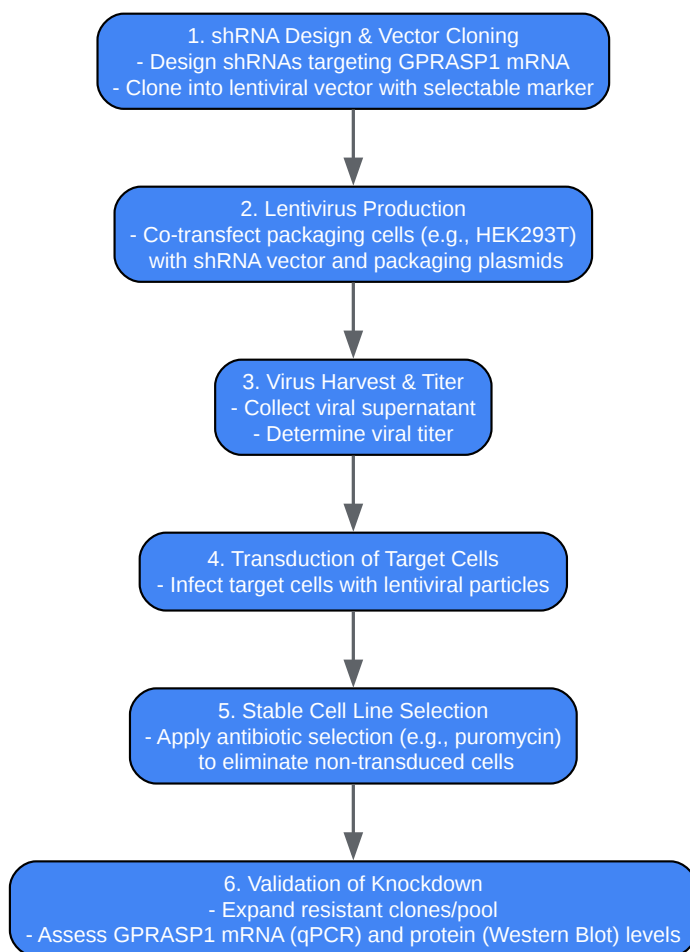 1. shRNA Design & Vector Cloning
- Design shRNAs targeting GPRASP1 mRNA
- Clone into lentiviral vector with selectable marker
2. Lentivirus Production
- Co-transfect packaging cells (e.g., HEK293T)
with shRNA vector and packaging plasmids
3. Virus Harvest & Titer
- Collect viral supernatant
- Determine viral titer
4. Transduction of Target Cells
- Infect target cells with lentiviral particles
5. Stable Cell Line Selection
- Apply antibiotic selection (e.g., puromycin)
to eliminate non-transduced cells
6. Validation of Knockdown
- Expand resistant clones/pool
- Assess GPRASP1 mRNA (qPCR) and protein (Western Blot) levels